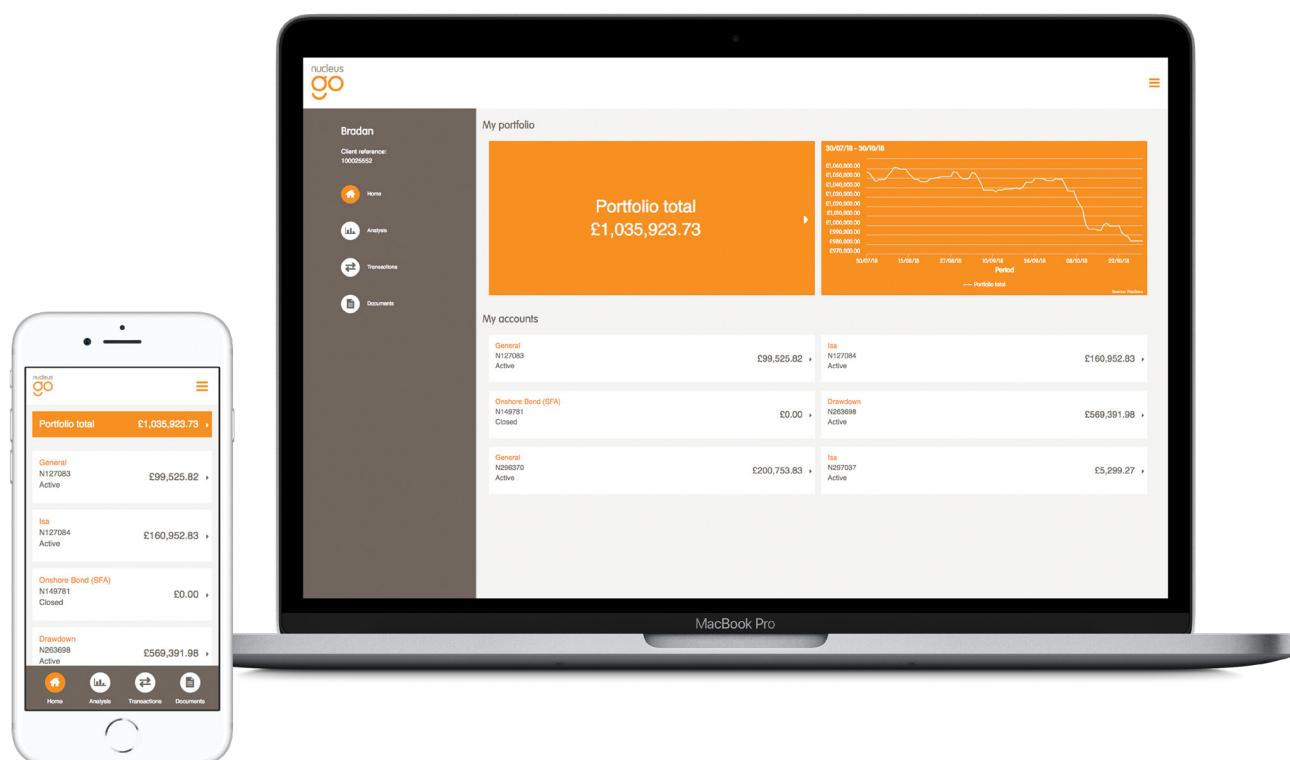 nucleus
go
Portfolio total £1,035,923.73
General
N127083
Active
£99,525.82
Isa
N127084
Active
£160,952.83
Onshore Bond (SFA)
N149781
Closed
£0.00
Drawdown
N263698
Active
£569,391.98
Home Analysis Transactions Documents
nucleus
go
Bradan
Client reference:
100025552
Home
Analysis
Transactions
Documents
My portfolio
Portfolio total
£1,035,923.73
30/07/18 - 30/10/18
£1,060,000.00
£1,050,000.00
£1,040,000.00
£1,030,000.00
£1,020,000.00
£1,010,000.00
£1,000,000.00
£990,000.00
£980,000.00
£970,000.00
30/07/18 13/08/18 27/08/18 10/09/18 24/09/18 08/10/18 22/10/18
Period
Portfolio total
My accounts
General
N127083
Active
£99,525.82
Isa
N127084
Active
£160,952.83
Onshore Bond (SFA)
N149781
Closed
£0.00
Drawdown
N263698
Active
£569,391.98
General
N296370
Active
£200,753.83
Isa
N297037
Active
£5,299.27
MacBook Pro